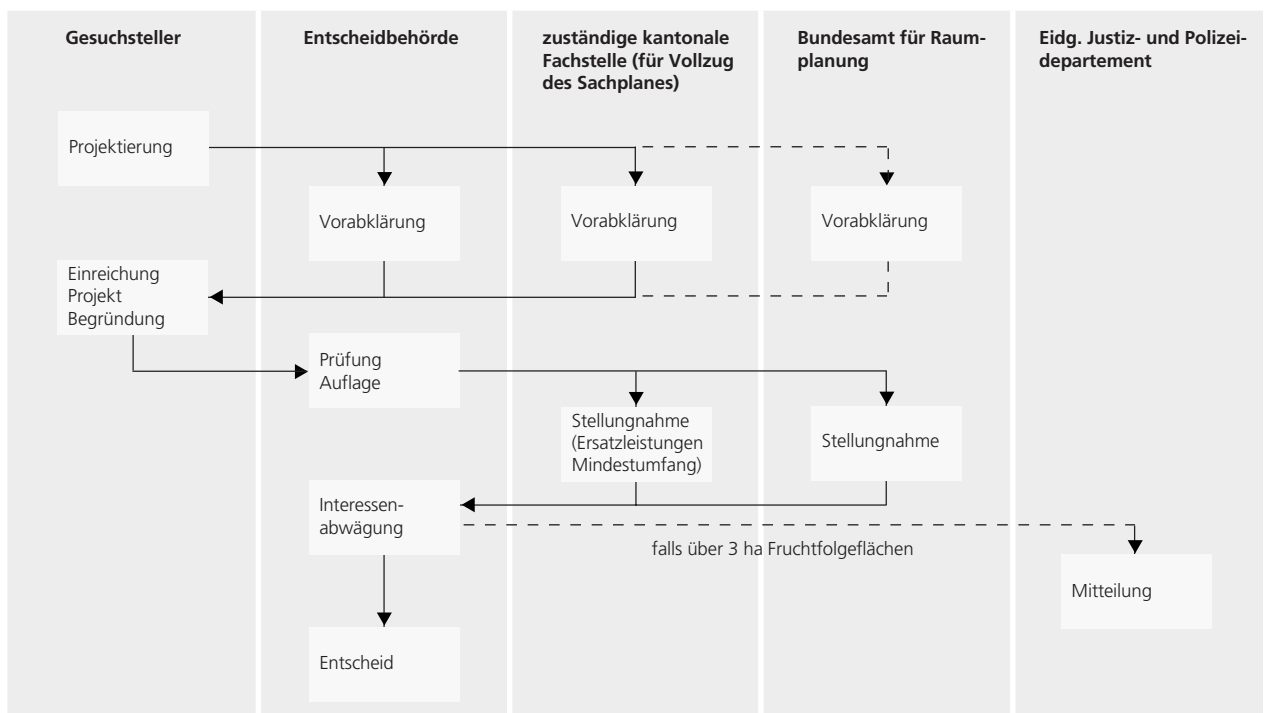 Gesuchsteller
Entscheidbehörde
zuständige kantonale
Fachstelle (für Vollzug
des Sachplanes)
Bundesamt für Raum-
planung
Eidg. Justiz- und Polizei-
departement
Projektierung
Vorabklärung
Vorabklärung
Vorabklärung
Einreichung
Projekt
Begründung
Prüfung
Auflage
Stellungnahme
(Ersatzleistungen
Mindestumfang)
Stellungnahme
Interessen-
abwägung
falls über 3 ha Fruchtfolgeflächen
Mitteilung
Entscheid